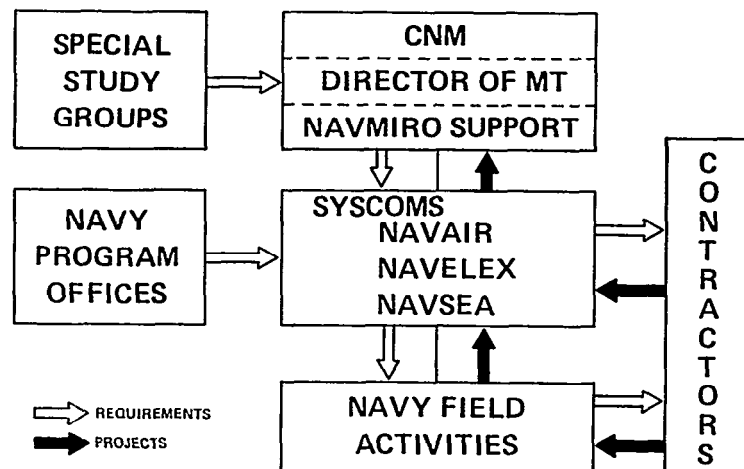 SPECIAL
STUDY
GROUPS
CNM
DIRECTOR OF MT
NAVMIRO SUPPORT
NAVY
PROGRAM
OFFICES
SYSCOMS
NAVAIR
NAVELEX
NAVSEA
CONTRACTORS
NAVY FIELD
ACTIVITIES
REQUIREMENTS
PROJECTS